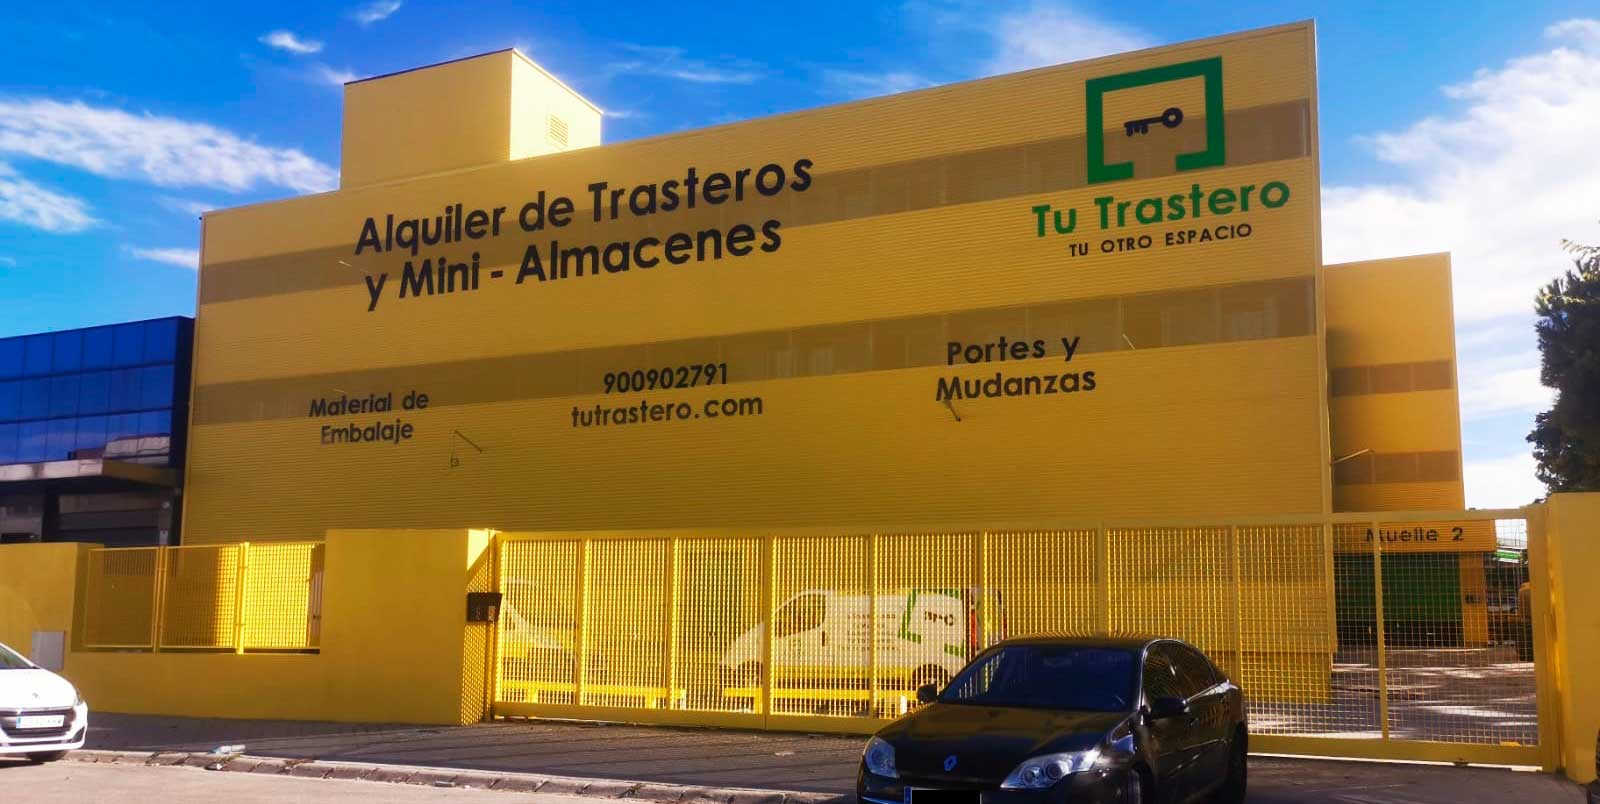 Alquiler de Trasteros
y Mini - Almacenes
Tu Trastero
TU OTRO ESPACIO
Material de
Embalaje
900902791
tutrastero.com
Portes y
Mudanzas
Muelle 2